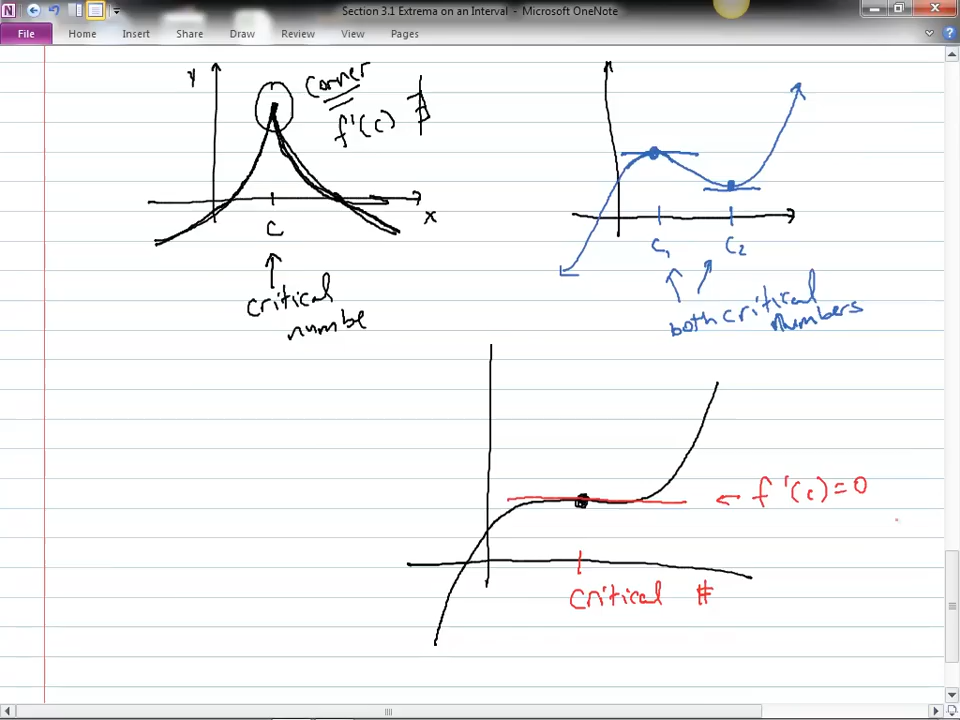 Section 3.1 Extrema on an Interval - Microsoft OneNote
File Home Insert Share Draw Review View Pages
y
corner
f'(c) ∄
x
c
critical
numbe
c₁ c₂
both critical
numbers
← f'(c)=0
critical #